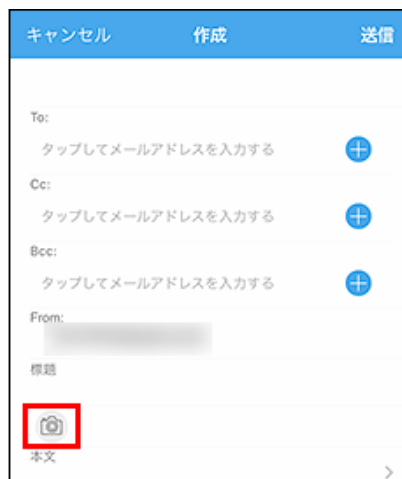 キャンセル 作成 送信
To:
タップしてメールアドレスを入力する
Cc:
タップしてメールアドレスを入力する
Bcc:
タップしてメールアドレスを入力する
From:
標題
本文